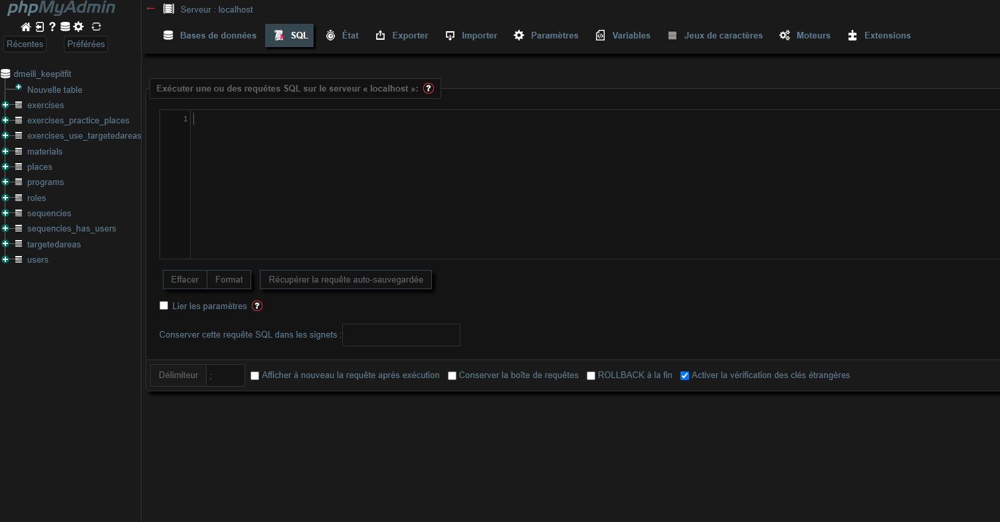 phpMyAdmin
Récentes
Préférées
dmeili_keepitfit
Nouvelle table
exercises
exercises_practice_places
exercises_use_targetedareas
materials
places
programs
roles
sequencies
sequencies_has_users
targetedareas
users
Serveur : localhost
Bases de données SQL État Exporter Importer Paramètres Variables Jeux de caractères Moteurs Extensions
Exécuter une ou des requêtes SQL sur le serveur « localhost »: ?
1
Effacer Format Récupérer la requête auto-sauvegardée
Lier les paramètres ?
Conserver cette requête SQL dans les signets :
Délimiteur ; Afficher à nouveau la requête après exécution Conserver la boîte de requêtes ROLLBACK à la fin Activer la vérification des clés étrangères